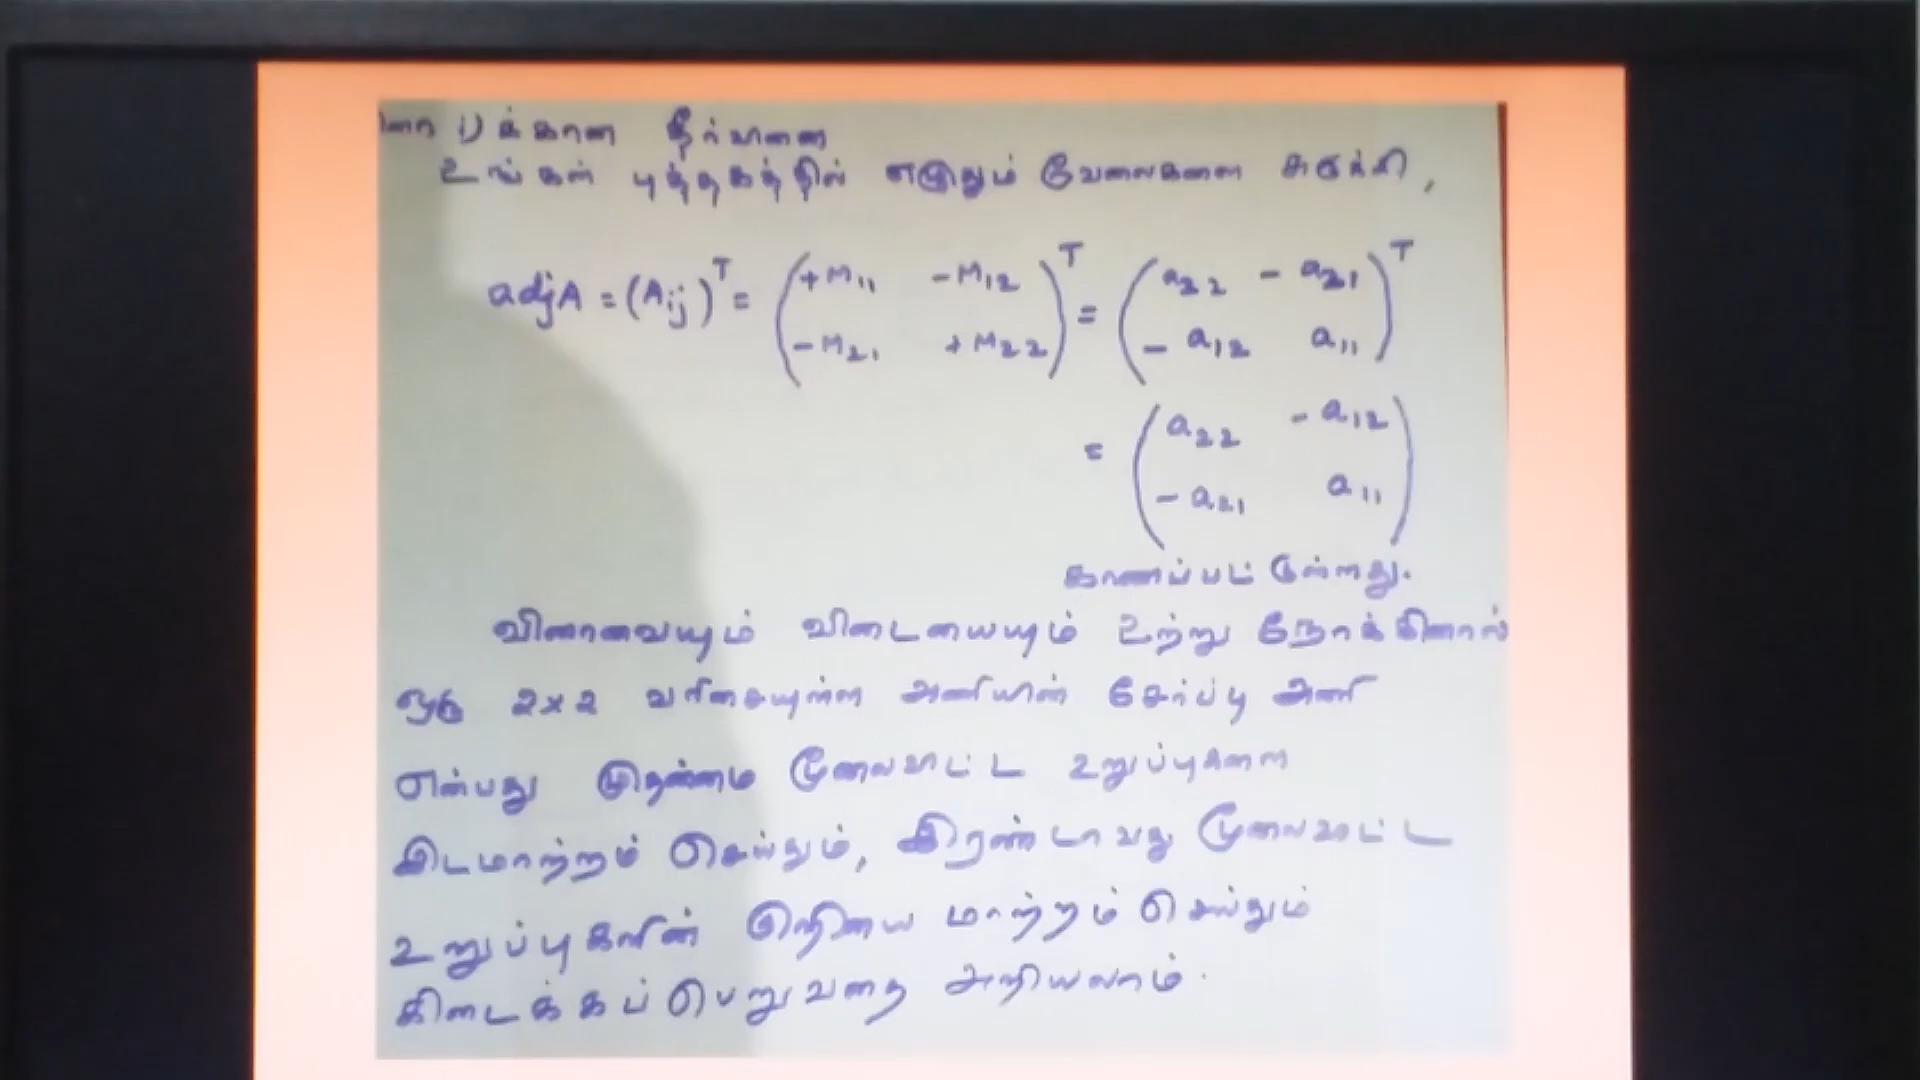 i) க்கான தீர்வினை
உங்கள் புத்தகத்தில் எழுதும் வேலைகளை சுருக்கி,
adjA = (Aij)^T = (+M11 -M12 -M21 +M22)^T = (a22 - a21 - a12 a11)^T
= (a22 - a12 - a21 a11)
காணப்பட்டுள்ளது.
வினாவையும் விடையையும் உற்று நோக்கினால்
ஒரு 2x2 வரிசையுள்ள அணியின் சேர்ப்பு அணி
என்பது முதன்மை மூலைவிட்ட உறுப்புகளை
இடமாற்றம் செய்தும், இரண்டாவது மூலைவிட்ட
உறுப்புகளின் குறியை மாற்றம் செய்தும்
கிடைக்கப்பெறுவதை அறியலாம்.